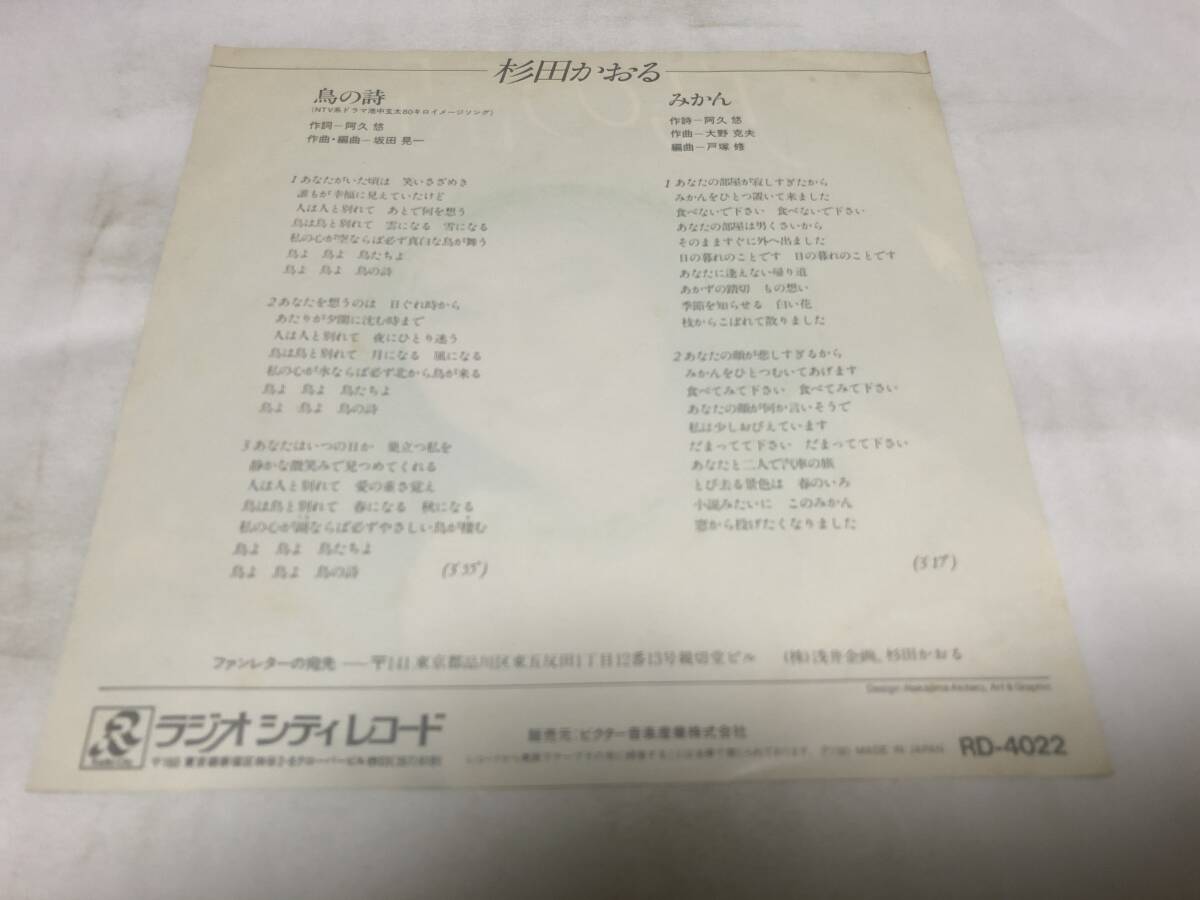 杉田かおる
鳥の詩
(NTV系ドラマ池中玄太80キロイメージソング)
作詞ー阿久 悠
作曲・編曲ー坂田 晃一
1 あなたがいた頃は 笑いさざめき
誰もが幸福に見えていたけど
人は人と別れて あとで何を想う
鳥は鳥と別れて 雲になる 雪になる
私の心が空ならば必ず真白な鳥が舞う
鳥よ 鳥よ 鳥たちよ
鳥よ 鳥よ 鳥の詩
2 あなたを想うのは 日ぐれ時から
あたりが夕闇に沈む時まで
人は人と別れて 夜にひとり迷う
鳥は鳥と別れて 月になる 風になる
私の心が水ならば必ず北から鳥が来る
鳥よ 鳥よ 鳥たちよ
鳥よ 鳥よ 鳥の詩
3 あなたはいつの日か 巣立つ私を
静かな微笑みで見つめてくれる
人は人と別れて 愛の重さ覚え
鳥は鳥と別れて 春になる 秋になる
私の心が湖ならば必ずやさしい鳥が棲む
鳥よ 鳥よ 鳥たちよ
鳥よ 鳥よ 鳥の詩 (3'55")
みかん
作詩ー阿久 悠
作曲ー大野 克夫
編曲ー戸塚 修
1 あなたの部屋が寂しすぎたから
みかんをひとつ置いて来ました
食べないで下さい 食べないで下さい
あなたの部屋は男くさいから
そのまますぐに外へ出ました
日の暮れのことです 日の暮れのことです
あなたに逢えない帰り道
あかずの踏切 もの想い
季節を知らせる 白い花
枝からこぼれて散りました
2 あなたの顔が悲しすぎるから
みかんをひとつむいてあげます
食べてみて下さい 食べてみて下さい
あなたの顔が何か言いそうで
私は少しおびえています
だまってて下さい だまってて下さい
あなたと二人で汽車の旅
とび去る景色は 春のいろ
小説みたいに このみかん
窓から投げたくなりました
(3'17")
ファンレターの宛先 ── 〒141 東京都品川区東五反田1丁目12番13号親切堂ビル (株)浅井企画、杉田かおる
Design: Art & Graphic
ラジオシティレコード
販売元：ビクター音楽産業株式会社
MADE IN JAPAN
RD-4022